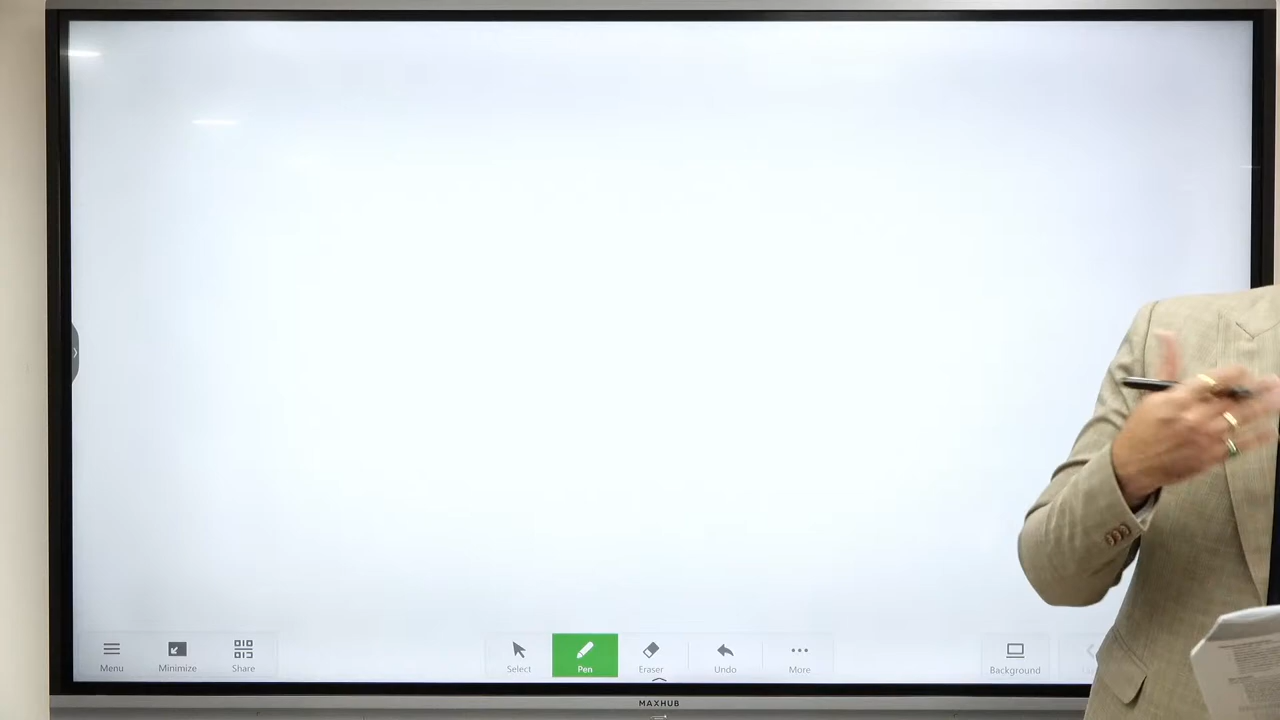 Menu
Minimize
Share
Select
Pen
Eraser
Undo
More
Background
MAXHUB